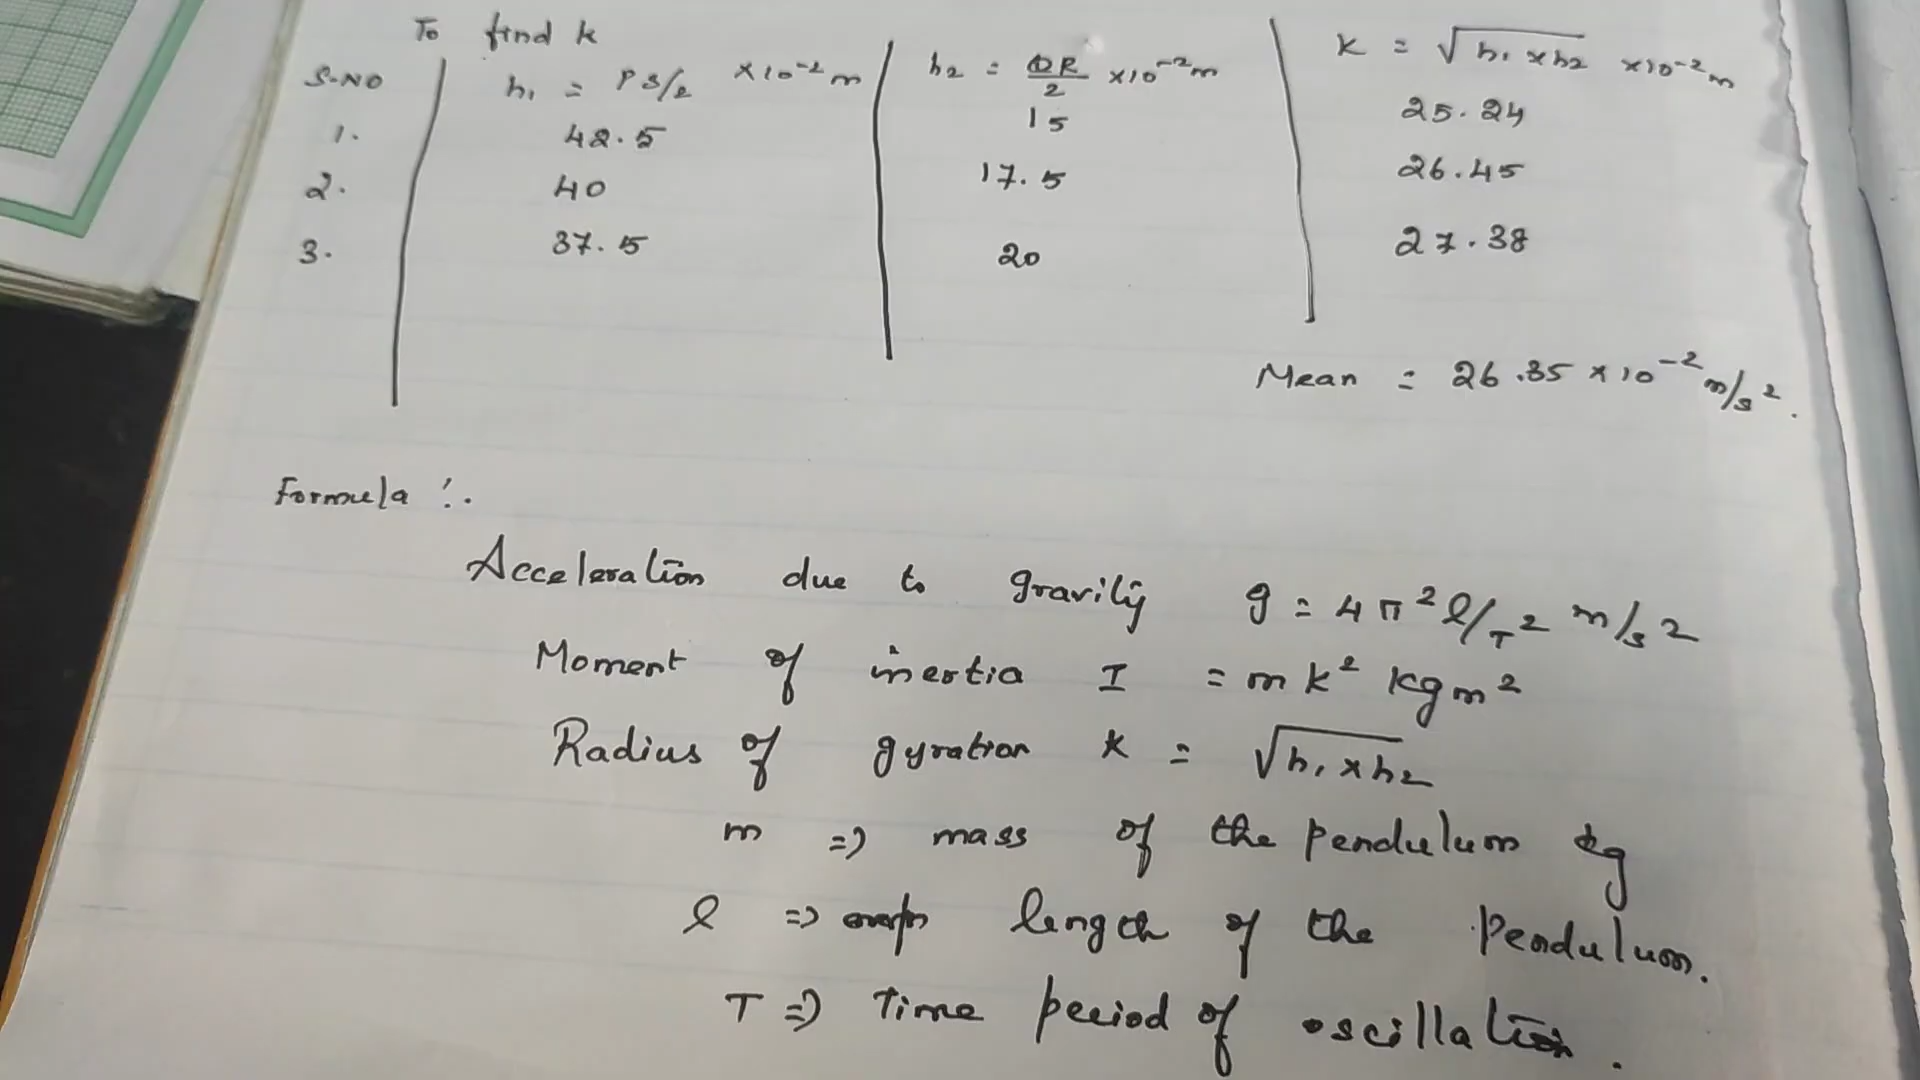 To find k
S.NO h₁ = PS/2 ×10⁻² m h₂ = QR/2 ×10⁻² m K = √h₁ × h₂ ×10⁻² m
1. 42.5 15 25.24
2. 40 17.5 26.45
3. 37.5 20 27.38
Mean = 26.35 × 10⁻² m/s².
Formula :.
Acceleration due to gravity g = 4π² l/T² m/s²
Moment of inertia I = mk² kgm²
Radius of gyration K = √h₁ × h₂
m => mass of the pendulum kg
l => length of the Pendulum.
T => Time period of oscillation.